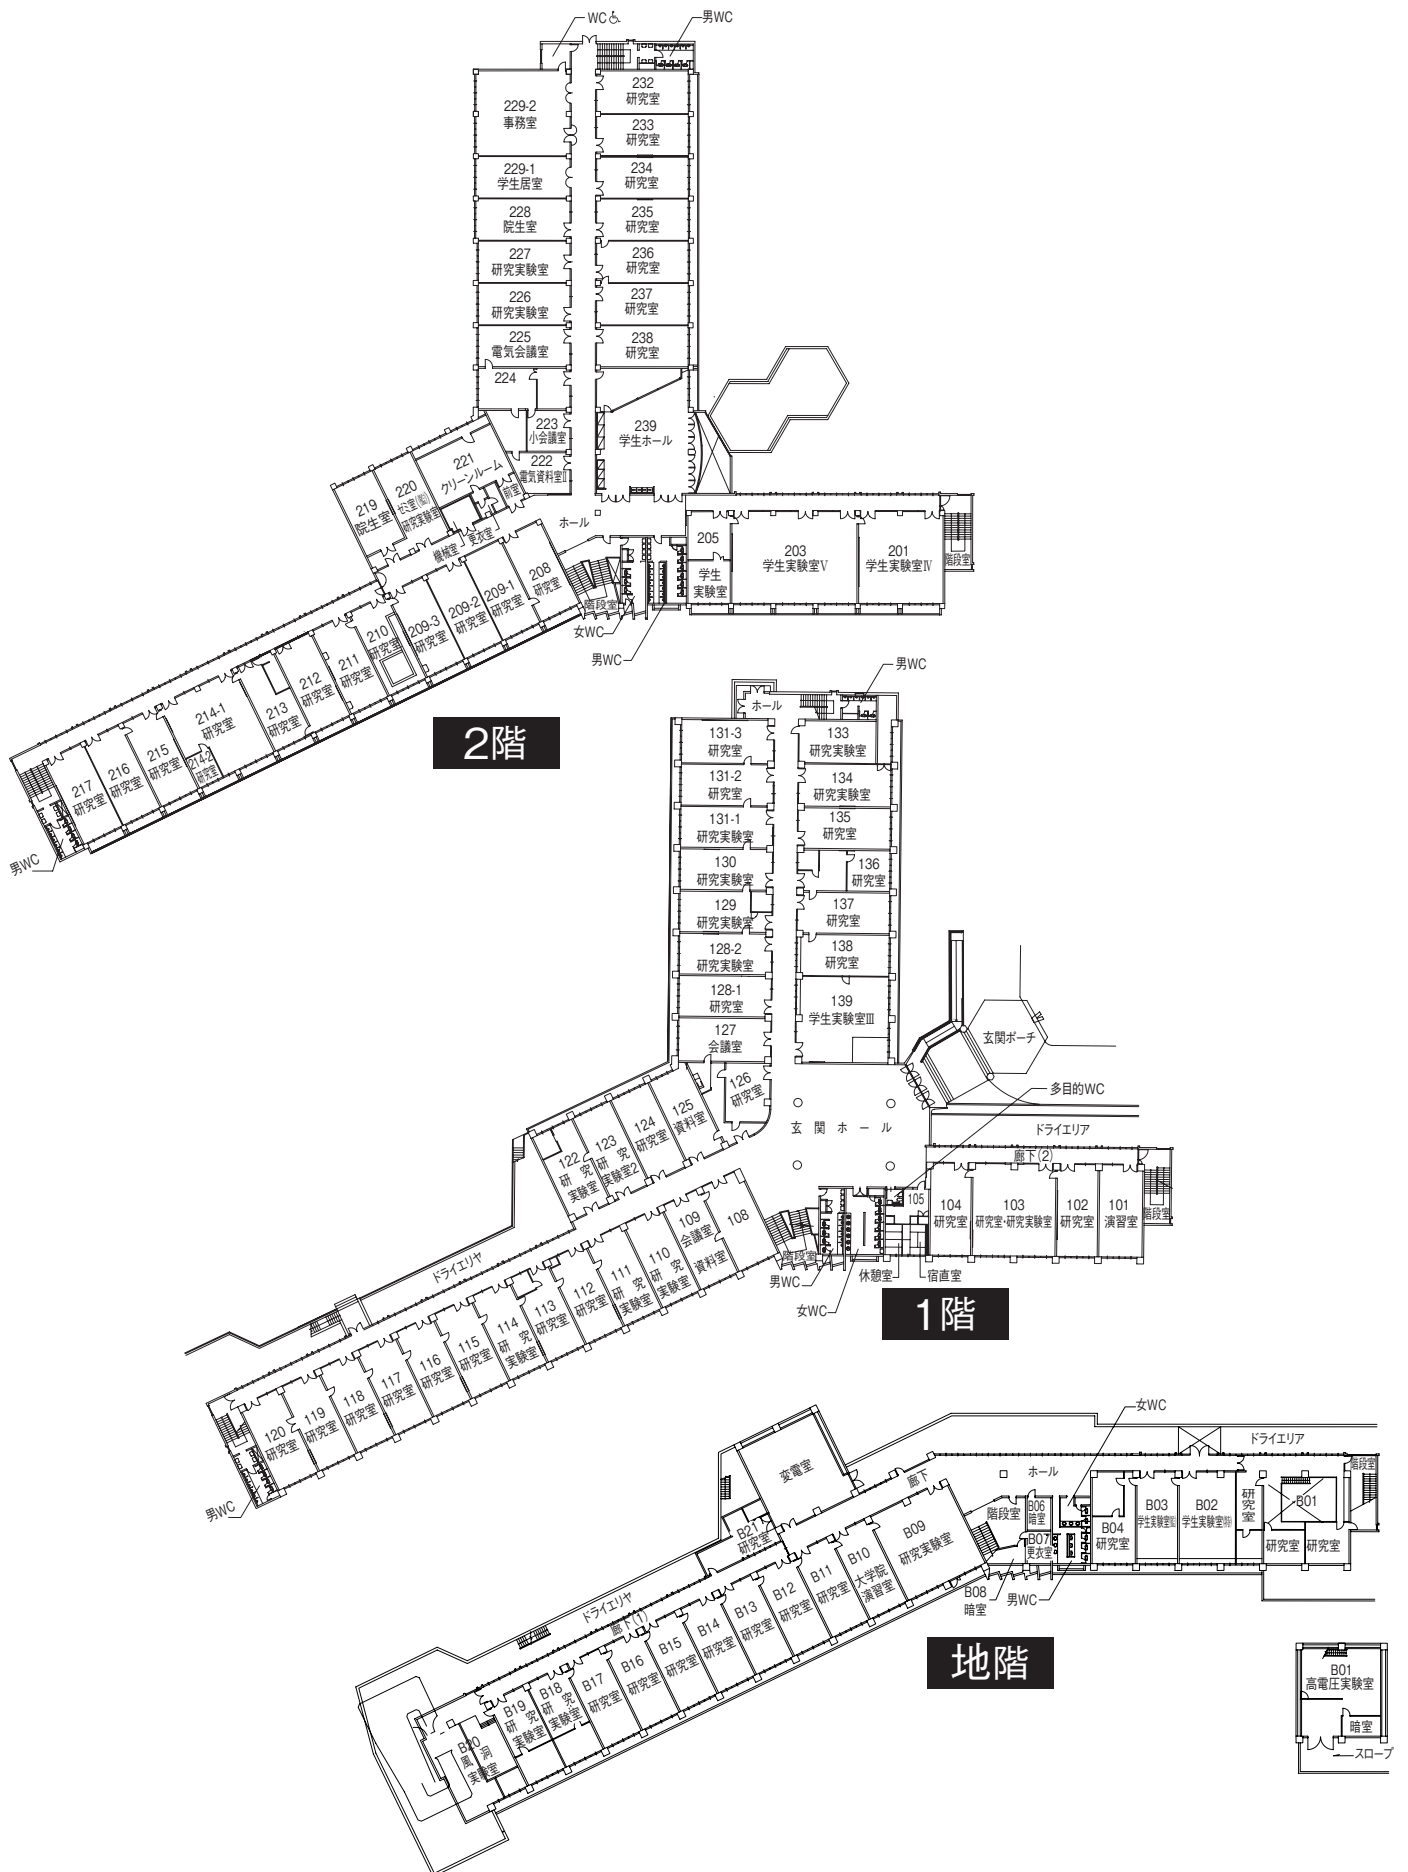 WC
男WC
229-2
事務室
232
研究室
233
研究室
229-1
学生居室
234
研究室
228
院生室
235
研究室
227
研究実験室
236
研究室
226
研究実験室
237
研究室
225
電気会議室
238
研究室
224
223
小会議室
239
学生ホール
222
電気資料室Ⅱ
221
クリーンルーム
前室
220
研究実験室
219
院生室
更衣室
機械室
ホール
205
学生
実験室
203
学生実験室Ⅴ
201
学生実験室Ⅳ
階段室
208
研究室
209-1
研究室
209-2
研究室
209-3
研究室
210
研究室
211
研究室
212
研究室
213
研究室
214-1
研究室
214-2
研究室
215
研究室
216
研究室
217
研究室
階段室
女WC
男WC
男WC
2階
男WC
ホール
131-3
研究室
133
研究実験室
131-2
研究室
134
研究実験室
131-1
研究実験室
135
研究室
130
研究実験室
136
研究室
129
研究実験室
137
研究室
128-2
研究実験室
138
研究室
128-1
研究室
139
学生実験室Ⅲ
127
会議室
126
研究室
125
資料室
124
研究室
123
研究
実験室2
122
研究
実験室
玄関ポーチ
多目的WC
玄関ホール
ドライエリア
廊下(2)
105
104
研究室
103
研究室・研究実験室
102
研究室
101
演習室
階段室
108
109
会議室
資料室
110
研究
実験室
111
研究
実験室
112
研究室
113
研究室
114
研究
実験室
115
研究室
116
研究室
117
研究室
118
研究室
119
研究室
120
研究室
階段室
男WC
女WC
休憩室
宿直室
ドライエリヤ
男WC
1階
女WC
ドライエリア
変電室
廊下
ホール
階段室
階段室
B06
暗室
B07
更衣室
B08
暗室
男WC
B04
研究室
B03
B02
研究室
B01
研究室
研究室
B21
研究室
B09
研究実験室
B10
大学院
演習室
B11
研究室
B12
研究室
B13
研究室
B14
研究室
B15
研究室
B16
研究室
B17
研究室
B18
研究
実験室
B19
研究
実験室
B20
風洞
実験室
ドライエリヤ
廊下(1)
地階
B01
高電圧実験室
暗室
スロープ